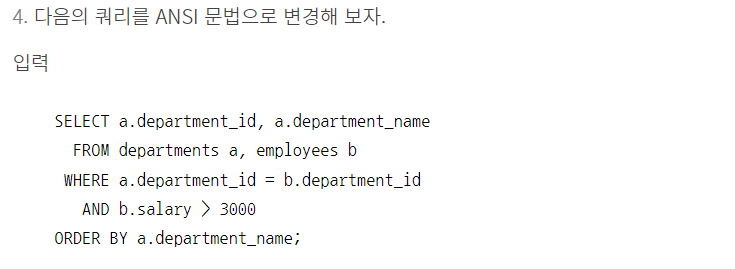 4. 다음의 쿼리를 ANSI 문법으로 변경해 보자.
입력
SELECT a.department_id, a.department_name
FROM departments a, employees b
WHERE a.department_id = b.department_id
AND b.salary > 3000
ORDER BY a.department_name;